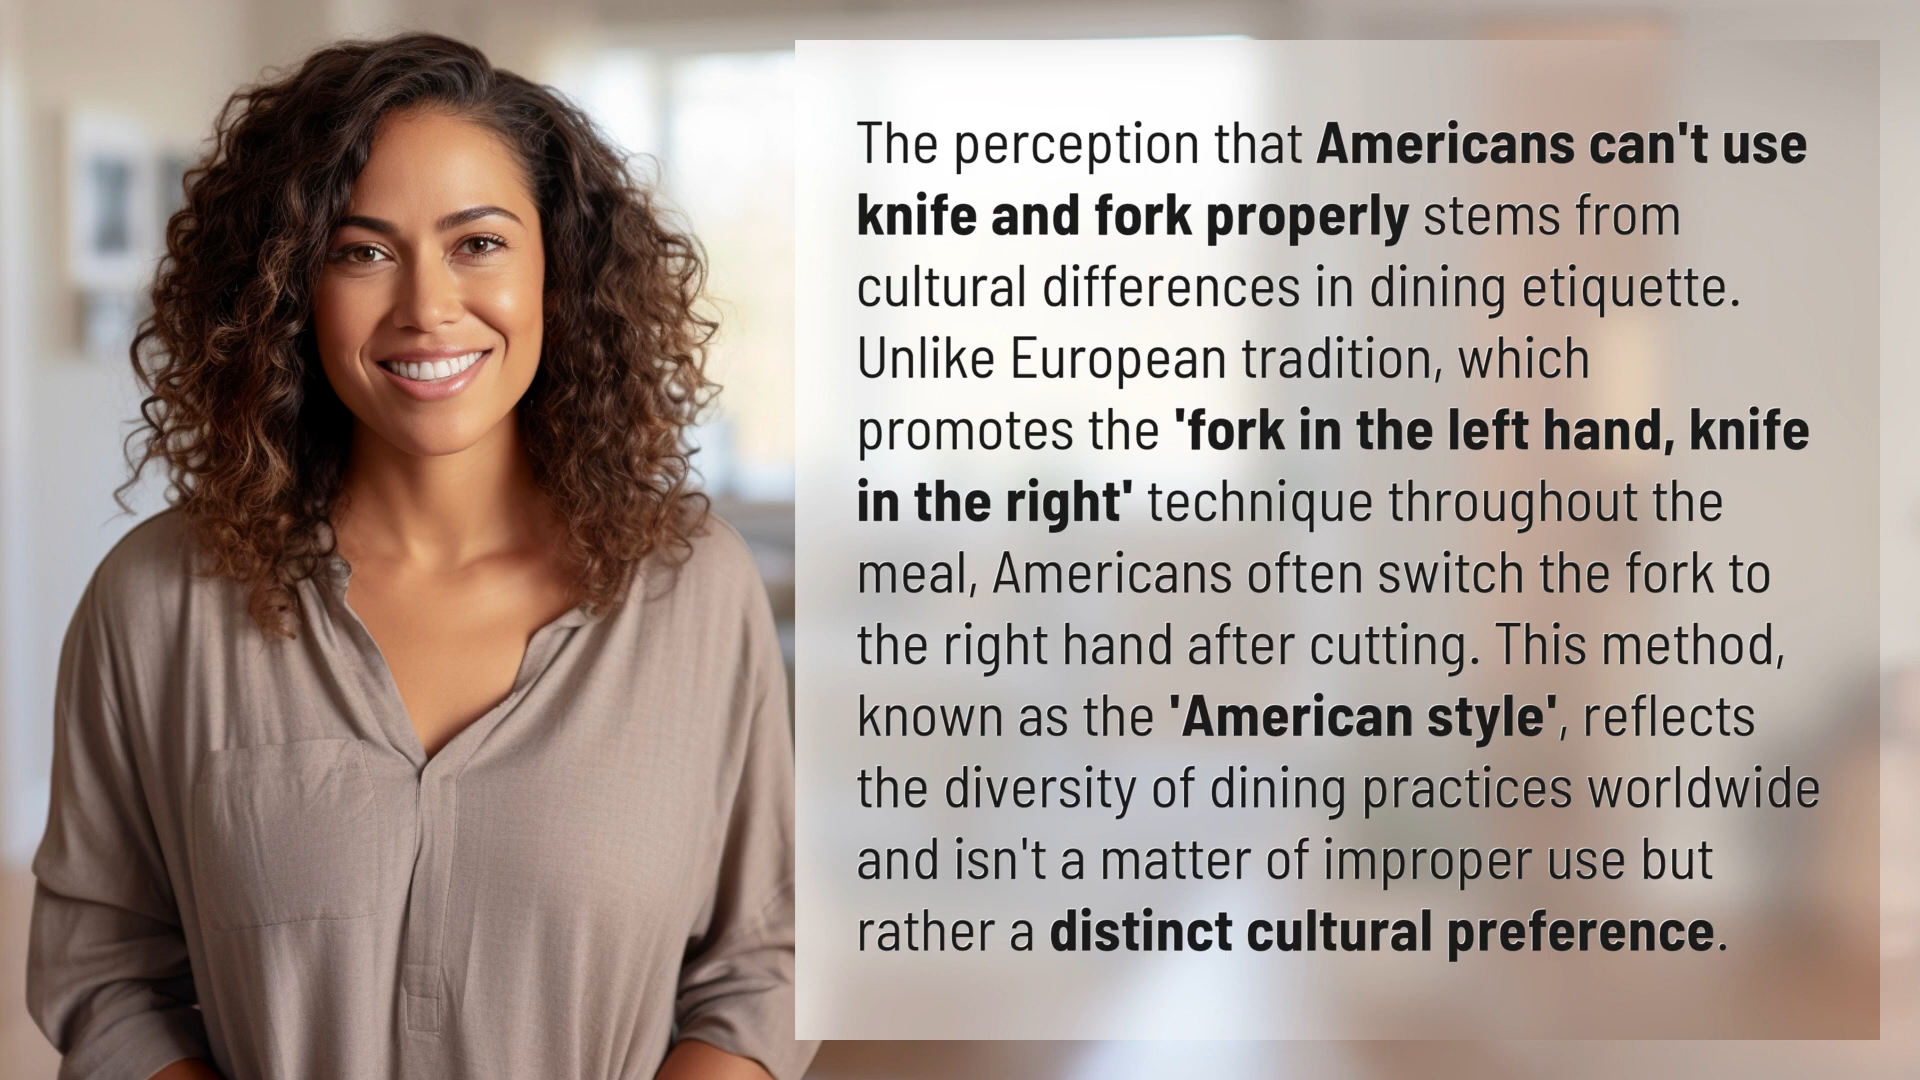 The perception that Americans can't use
knife and fork properly stems from
cultural differences in dining etiquette.
Unlike European tradition, which
promotes the 'fork in the left hand, knife
in the right' technique throughout the
meal, Americans often switch the fork to
the right hand after cutting. This method,
known as the 'American style', reflects
the diversity of dining practices worldwide
and isn't a matter of improper use but
rather a distinct cultural preference.